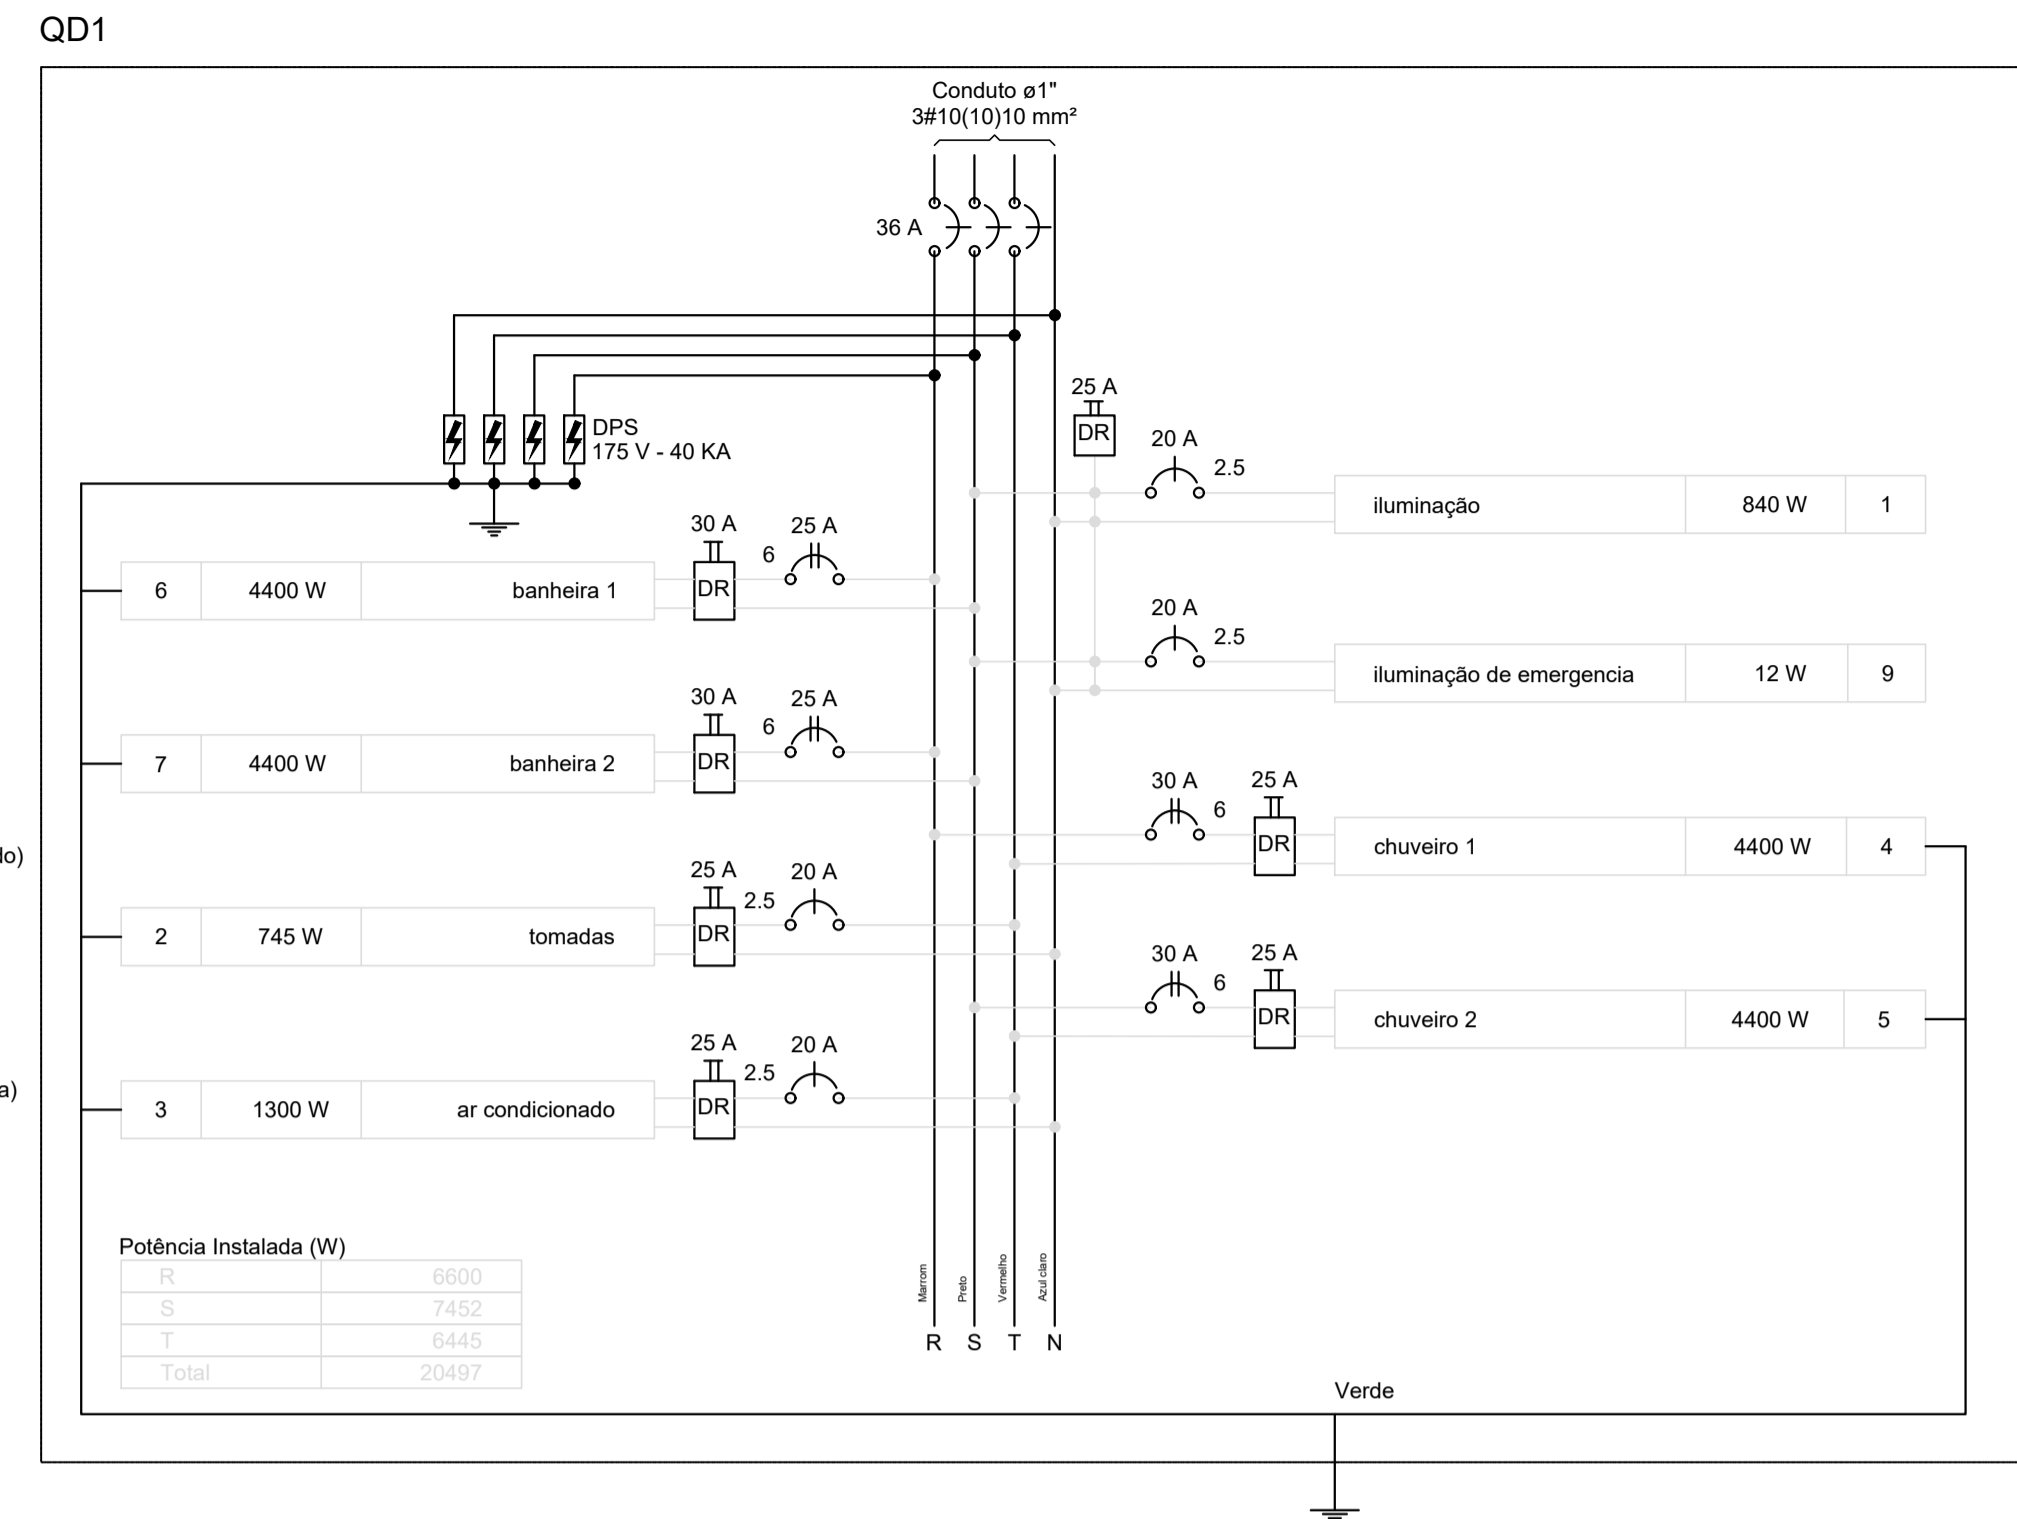 QD1
Conduto ø1"
3#10(10)10 mm²
36 A
DPS
175 V - 40 KA
30 A
25 A
6
DR
6
4400 W
banheira 1
30 A
25 A
6
DR
7
4400 W
banheira 2
25 A
20 A
2.5
DR
2
745 W
tomadas
25 A
20 A
2.5
DR
3
1300 W
ar condicionado
25 A
DR
20 A
2.5
iluminação
840 W
1
20 A
2.5
iluminação de emergencia
12 W
9
30 A
25 A
6
DR
chuveiro 1
4400 W
4
30 A
25 A
6
DR
chuveiro 2
4400 W
5
do)
a)
Potência Instalada (W)
R 6600
S 7452
T 6445
Total 20497
Marrom
Preto
Vermelho
Azul claro
R S T N
Verde